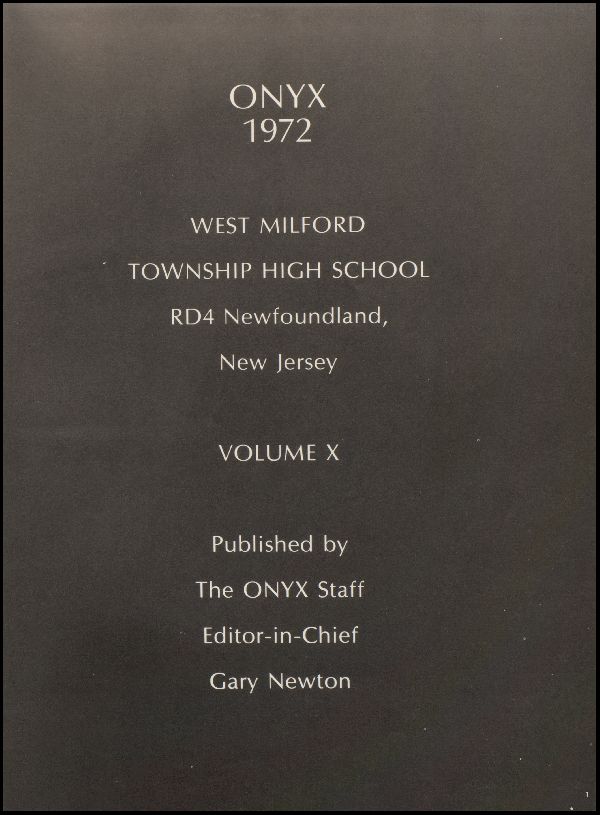 ONYX
1972
WEST MILFORD
TOWNSHIP HIGH SCHOOL
RD4 Newfoundland,
New Jersey
VOLUME X
Published by
The ONYX Staff
Editor-in-Chief
Gary Newton
1